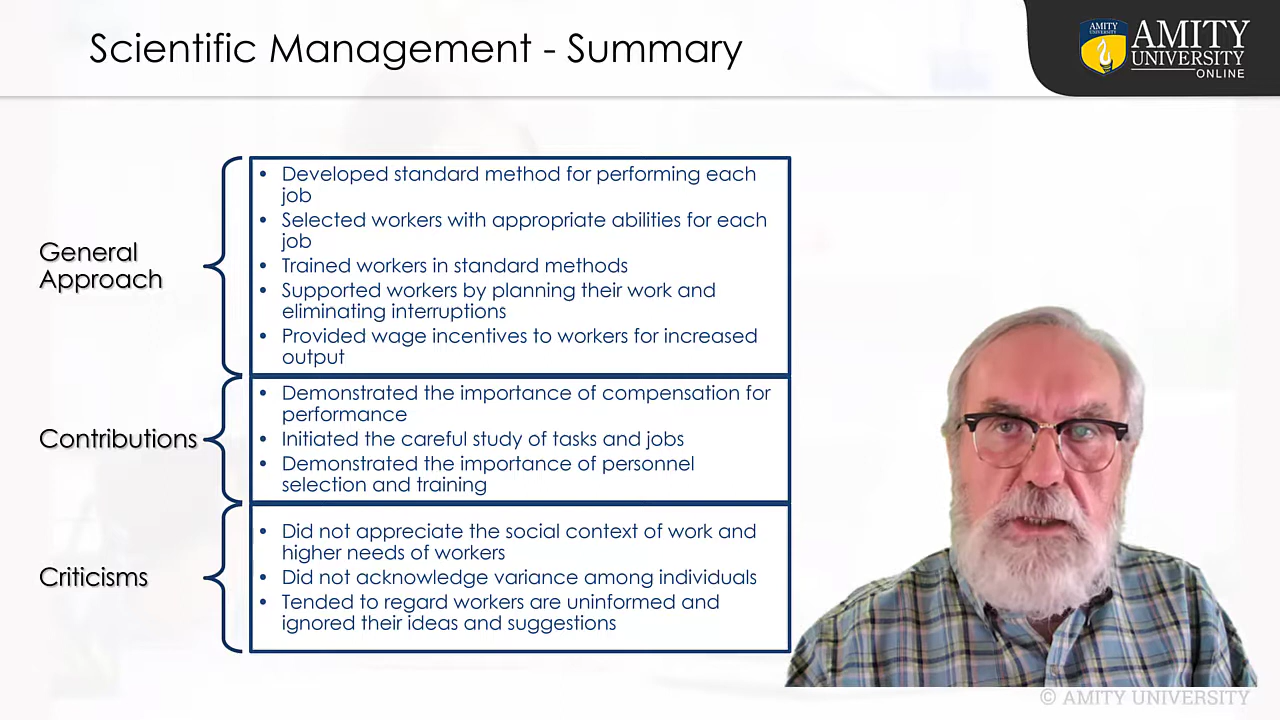 Scientific Management - Summary
AMITY
UNIVERSITY
AMITY
UNIVERSITY
ONLINE
General
Approach
• Developed standard method for performing each
job
• Selected workers with appropriate abilities for each
job
• Trained workers in standard methods
• Supported workers by planning their work and
eliminating interruptions
• Provided wage incentives to workers for increased
output
Contributions
• Demonstrated the importance of compensation for
performance
• Initiated the careful study of tasks and jobs
• Demonstrated the importance of personnel
selection and training
Criticisms
• Did not appreciate the social context of work and
higher needs of workers
• Did not acknowledge variance among individuals
• Tended to regard workers are uninformed and
ignored their ideas and suggestions
© AMITY UNIVERSITY